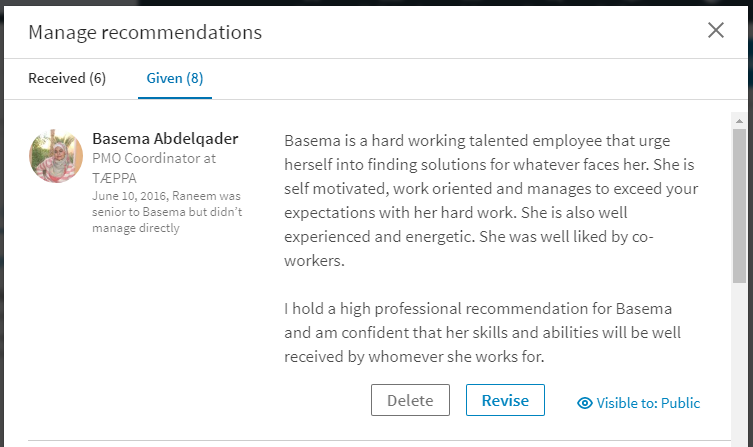 Manage recommendations
Received (6)
Given (8)
Basema Abdelqader
PMO Coordinator at
TÆPPA
June 10, 2016, Raneem was
senior to Basema but didn't
manage directly
Basema is a hard working talented employee that urge
herself into finding solutions for whatever faces her. She is
self motivated, work oriented and manages to exceed your
expectations with her hard work. She is also well
experienced and energetic. She was well liked by co-
workers.
I hold a high professional recommendation for Basema
and am confident that her skills and abilities will be well
received by whomever she works for.
Delete
Revise
Visible to: Public